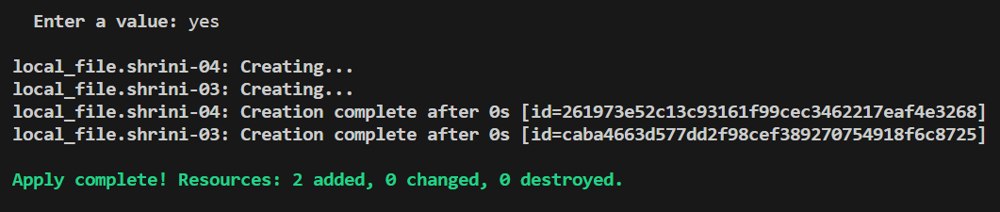 Enter a value: yes
local_file.shrini-04: Creating...
local_file.shrini-03: Creating...
local_file.shrini-04: Creation complete after 0s [id=261973e52c13c93161f99cec3462217eaf4e3268]
local_file.shrini-03: Creation complete after 0s [id=caba4663d577dd2f98cef389270754918f6c8725]
Apply complete! Resources: 2 added, 0 changed, 0 destroyed.